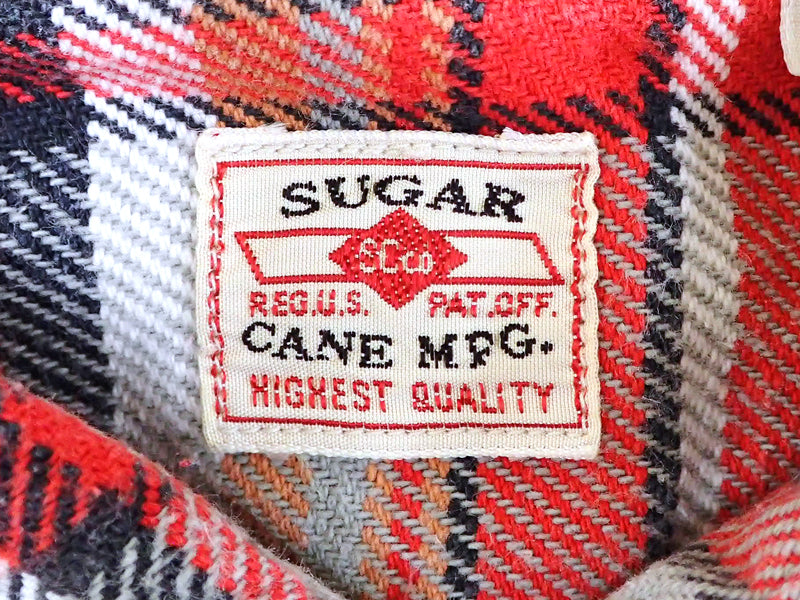 SUGAR
SC.CO
REG.U.S. PAT.OFF.
CANE MFG.
HIGHEST QUALITY